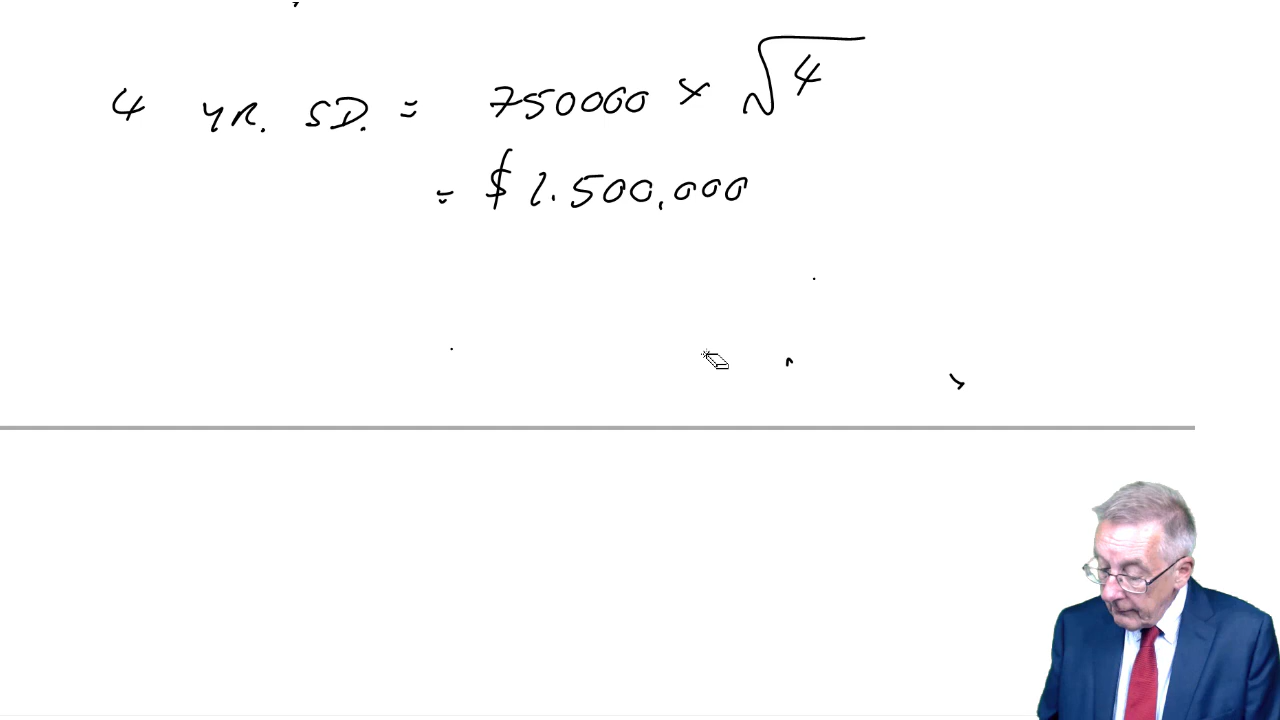 4 YR. SD. = 750000 × √4
= $1.500,000